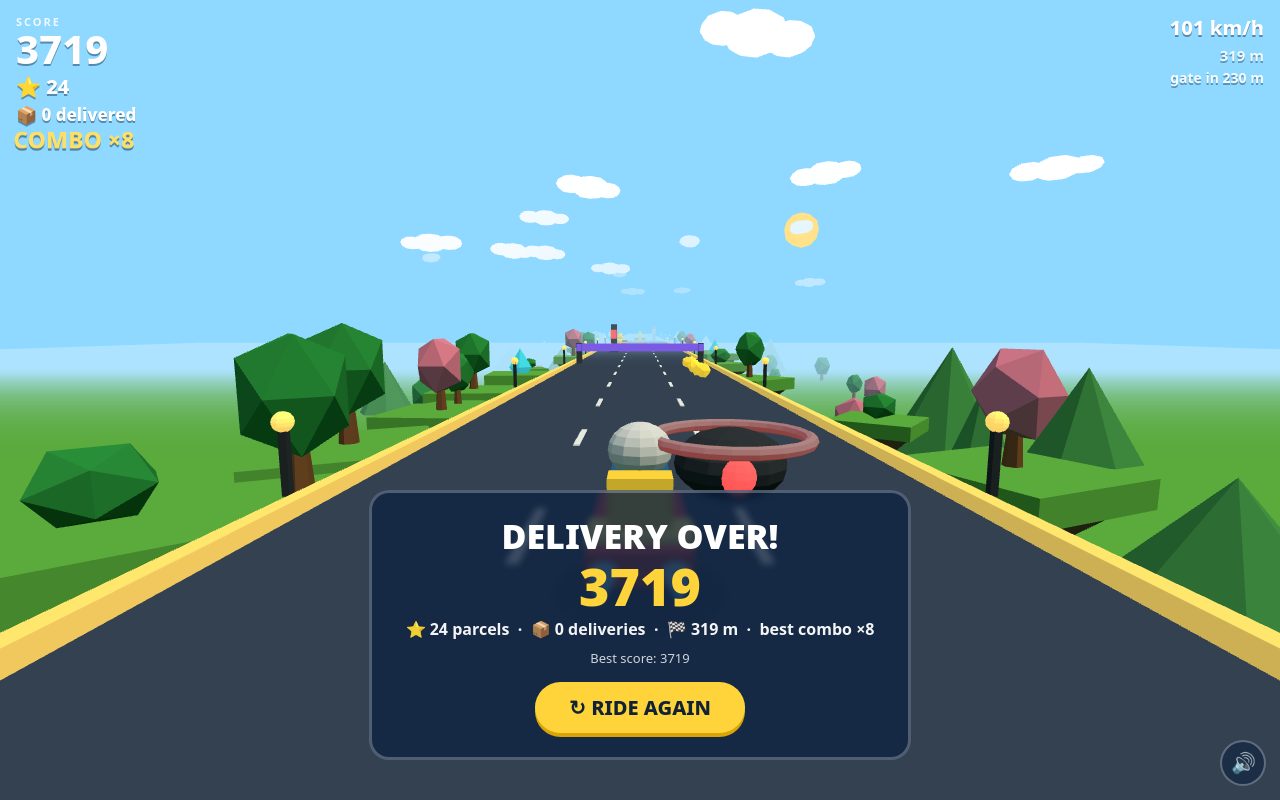 SCORE
3719
⭐ 24
📦 0 delivered
COMBO ×8
101 km/h
319 m
gate in 230 m
DELIVERY OVER!
3719
⭐ 24 parcels · 📦 0 deliveries · 🏁 319 m · best combo ×8
Best score: 3719
↻ RIDE AGAIN